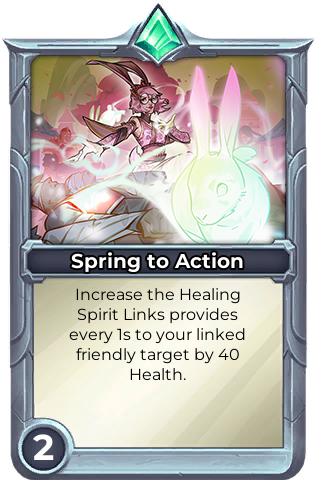 Spring to Action
Increase the Healing
Spirit Links provides
every 1s to your linked
friendly target by 40
Health.
2